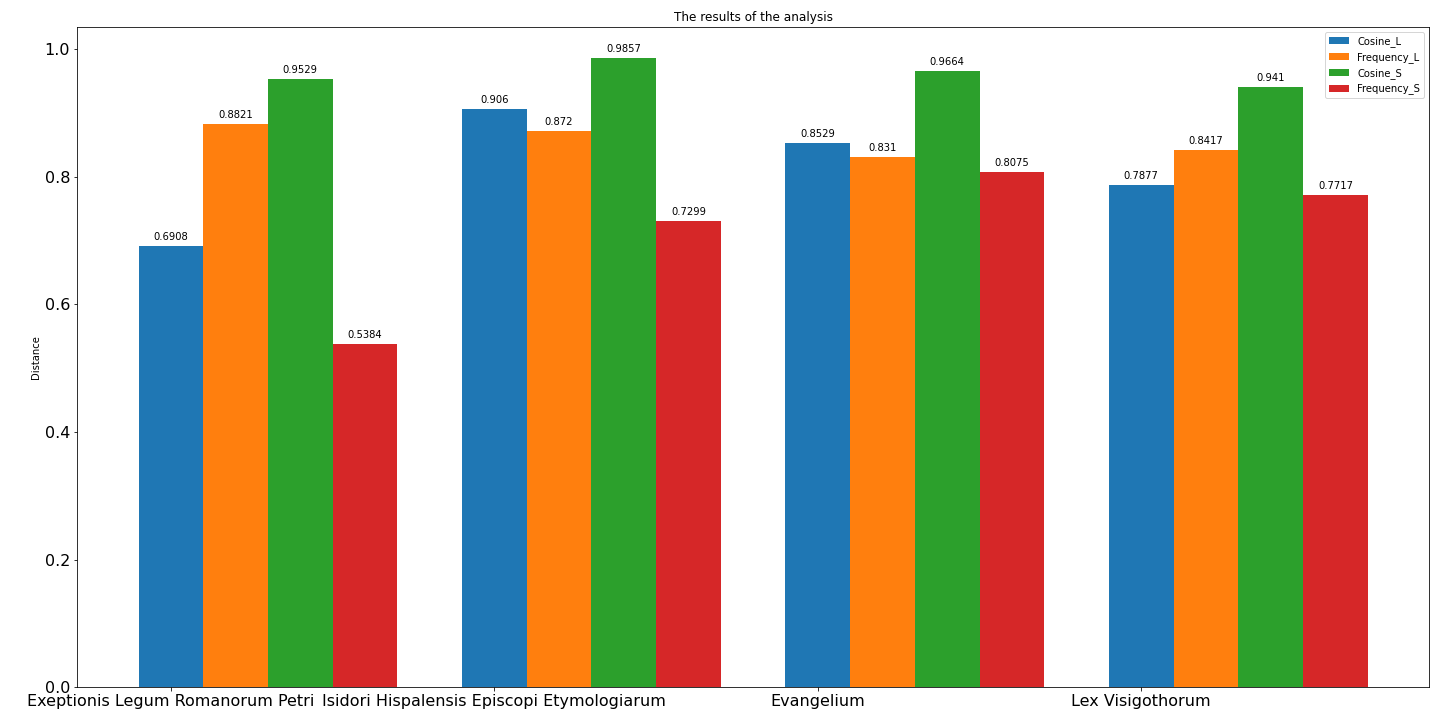 The results of the analysis
Cosine_L
Frequency_L
Cosine_S
Frequency_S
Distance
1.0
0.8
0.6
0.4
0.2
0.0
0.6908
0.8821
0.9529
0.5384
0.906
0.872
0.9857
0.7299
0.8529
0.831
0.9664
0.8075
0.7877
0.8417
0.941
0.7717
Exeptionis Legum Romanorum Petri
Isidori Hispalensis Episcopi Etymologiarum
Evangelium
Lex Visigothorum